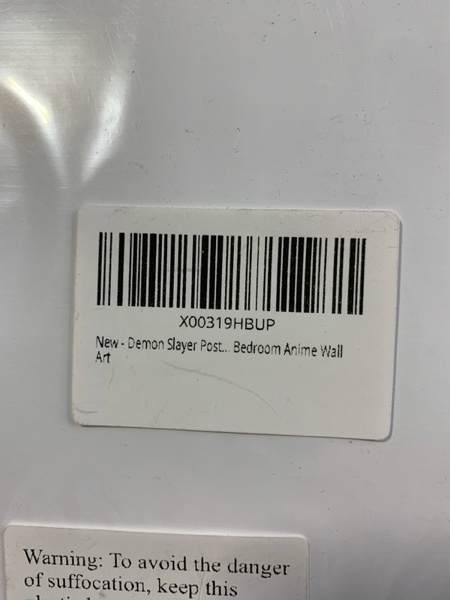 X00319HBUP
New - Demon Slayer Post... Bedroom Anime Wall
Art
Warning: To avoid the danger
of suffocation, keep this